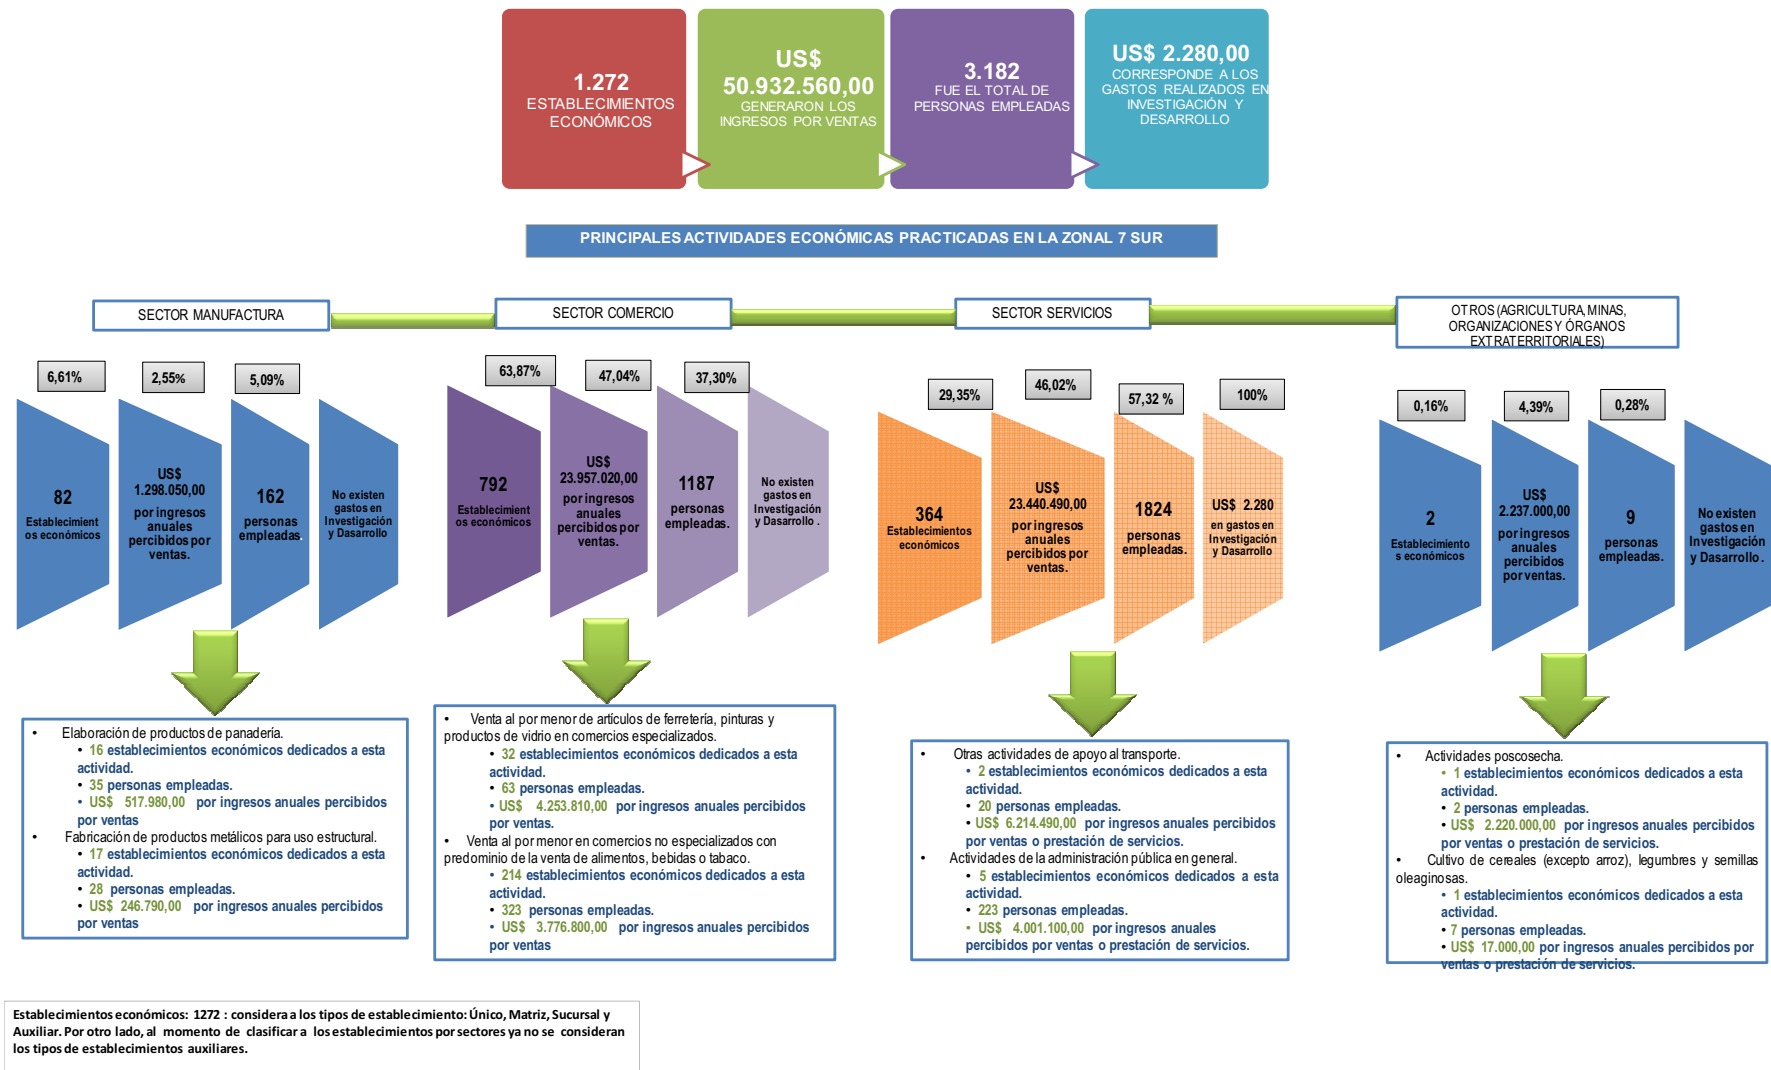 1.272
ESTABLECIMIENTOS
ECONÓMICOS
US$
50.932.560,00
GENERARON LOS
INGRESOS POR VENTAS
3.182
FUE EL TOTAL DE
PERSONAS EMPLEADAS
US$ 2.280,00
CORRESPONDE A LOS
GASTOS REALIZADOS EN
INVESTIGACIÓN Y
DESARROLLO
PRINCIPALES ACTIVIDADES ECONÓMICAS PRACTICADAS EN LA ZONAL 7 SUR
SECTOR MANUFACTURA
6,61%
2,55%
5,09%
82
Establecimient
os económicos
US$
1.298.050,00
por ingresos
anuales
percibidos por
ventas.
162
personas
empleadas.
No existen
gastos en
Investigación
y Dasarrollo
• Elaboración de productos de panadería.
• 16 establecimientos económicos dedicados a esta
actividad.
• 35 personas empleadas.
• US$ 517.980,00 por ingresos anuales percibidos
por ventas
• Fabricación de productos metálicos para uso estructural.
• 17 establecimientos económicos dedicados a esta
actividad.
• 28 personas empleadas.
• US$ 246.790,00 por ingresos anuales percibidos
por ventas
SECTOR COMERCIO
63,87%
47,04%
37,30%
792
Establecimient
os económicos
US$
23.957.020,00
por ingresos
anuales
percibidos por
ventas.
1187
personas
empleadas.
No existen
gastos en
Investigación
y Dasarrollo .
• Venta al por menor de artículos de ferretería, pinturas y
productos de vidrio en comercios especializados.
• 32 establecimientos económicos dedicados a esta
actividad.
• 63 personas empleadas.
• US$ 4.253.810,00 por ingresos anuales percibidos
por ventas.
• Venta al por menor en comercios no especializados con
predominio de la venta de alimentos, bebidas o tabaco.
• 214 establecimientos económicos dedicados a esta
actividad.
• 323 personas empleadas.
• US$ 3.776.800,00 por ingresos anuales percibidos
por ventas
SECTOR SERVICIOS
29,35%
46,02%
57,32 %
100%
364
Establecimientos
económicos
US$
23.440.490,00
por ingresos
anuales
percibidos por
ventas.
1824
personas
empleadas.
US$ 2.280
en gastos en
Investigación
y Dasarrollo
• Otras actividades de apoyo al transporte.
• 2 establecimientos económicos dedicados a esta
actividad.
• 20 personas empleadas.
• US$ 6.214.490,00 por ingresos anuales percibidos
por ventas o prestación de servicios.
• Actividades de la administración pública en general.
• 5 establecimientos económicos dedicados a esta
actividad.
• 223 personas empleadas.
• US$ 4.001.100,00 por ingresos anuales
percibidos por ventas o prestación de servicios.
OTROS (AGRICULTURA, MINAS,
ORGANIZACIONES Y ÓRGANOS
EXTRATERRITORIALES)
0,16%
4,39%
0,28%
2
Establecimiento
s económicos
US$
2.237.000,00
por ingresos
anuales
percibidos
por ventas.
9
personas
empleadas.
No existen
gastos en
Investigación
y Dasarrollo .
• Actividades poscosecha.
• 1 establecimientos económicos dedicados a esta
actividad.
• 2 personas empleadas.
• US$ 2.220.000,00 por ingresos anuales percibidos
por ventas o prestación de servicios.
• Cultivo de cereales (excepto arroz), legumbres y semillas
oleaginosas.
• 1 establecimientos económicos dedicados a esta
actividad.
• 7 personas empleadas.
• US$ 17.000,00 por ingresos anuales percibidos por
ventas o prestación de servicios.
Establecimientos económicos: 1272 : considera a los tipos de establecimiento: Único, Matriz, Sucursal y
Auxiliar. Por otro lado, al momento de clasificar a los establecimientos por sectores ya no se consideran
los tipos de establecimientos auxiliares.